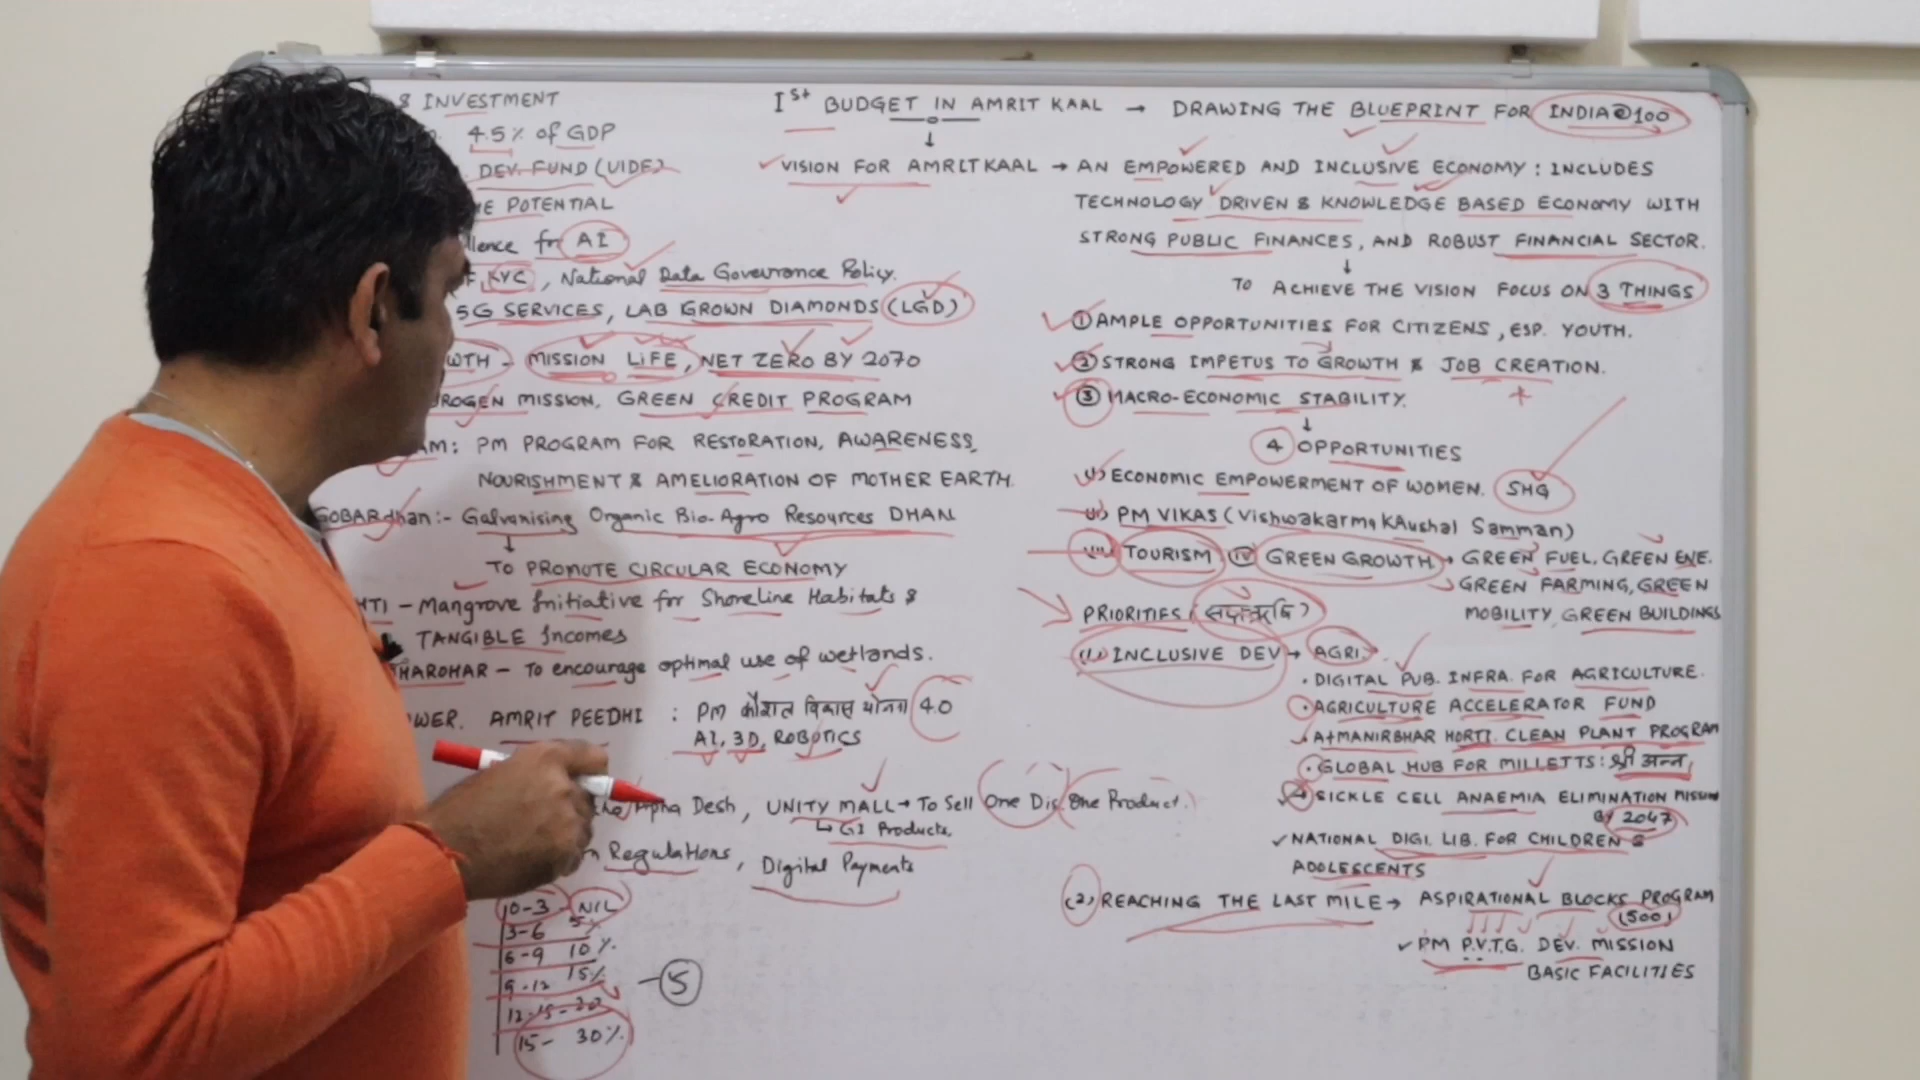 & INVESTMENT
4.5% of GDP
DEV. FUND (UIDF)
POTENTIAL
for AI
KYC, National Data Goveurance Policy.
5G SERVICES, LAB GROWN DIAMONDS (LGD)
WTH - MISSION LiFE, NET ZERO BY 2070
ROGEN MISSION, GREEN CREDIT PROGRAM
AM: PM PROGRAM FOR RESTORATION, AWARENESS,
NOURISHMENT & AMELIORATION OF MOTHER EARTH.
GOBARdhan:- Galvanising Organic Bio-Agro Resources DHAN
↓
TO PROMOTE CIRCULAR ECONOMY
HTI - Mangrove Initiative for Shoreline Habitats &
TANGIBLE Incomes
DHAROHAR - To encourage optimal use of wetlands.
WER. AMRIT PEEDHI : PM कौशल विकास योजना 4.0
AI, 3D, ROBOTICS
Apna Desh, UNITY MALL → To Sell One Dis. One Product.
↳ GI Products.
Regulations, Digital Payments
0-3 - NIL
3-6 5%
6-9 10%.
9-12 15%
12-15-20
15- 30%.
- 5
Ist BUDGET IN AMRIT KAAL → DRAWING THE BLUEPRINT FOR INDIA@100
↓
VISION FOR AMRITKAAL → AN EMPOWERED AND INCLUSIVE ECONOMY: INCLUDES
TECHNOLOGY DRIVEN & KNOWLEDGE BASED ECONOMY WITH
STRONG PUBLIC FINANCES, AND ROBUST FINANCIAL SECTOR.
↓
TO ACHIEVE THE VISION FOCUS ON 3 THINGS
① AMPLE OPPORTUNITIES FOR CITIZENS, ESP. YOUTH.
② STRONG IMPETUS TO GROWTH & JOB CREATION.
③ MACRO-ECONOMIC STABILITY. +
↓
4 OPPORTUNITIES
(i) ECONOMIC EMPOWERMENT OF WOMEN. SHG
(ii) PM VIKAS (Vishwakarma KAushal Samman)
(iii) TOURISM (iv) GREEN GROWTH → GREEN FUEL, GREEN ENE.
GREEN FARMING, GREEN
MOBILITY, GREEN BUILDINGS
PRIORITIES (सप्तऋषि)
(1.) INCLUSIVE DEV → AGRI.
· DIGITAL PUB. INFRA. FOR AGRICULTURE.
· AGRICULTURE ACCELERATOR FUND
· AtMANIRBHAR HORTI. CLEAN PLANT PROGRAM
· GLOBAL HUB FOR MILLETTS: श्री अन्न
SICKLE CELL ANAEMIA ELIMINATION MISSION
BY 2047
✓ NATIONAL DIGI. LIB. FOR CHILDREN &
ADOLESCENTS
(2) REACHING THE LAST MILE → ASPIRATIONAL BLOCKS PROGRAM
(500)
✓ PM P.V.T.G. DEV. MISSION
BASIC FACILITIES